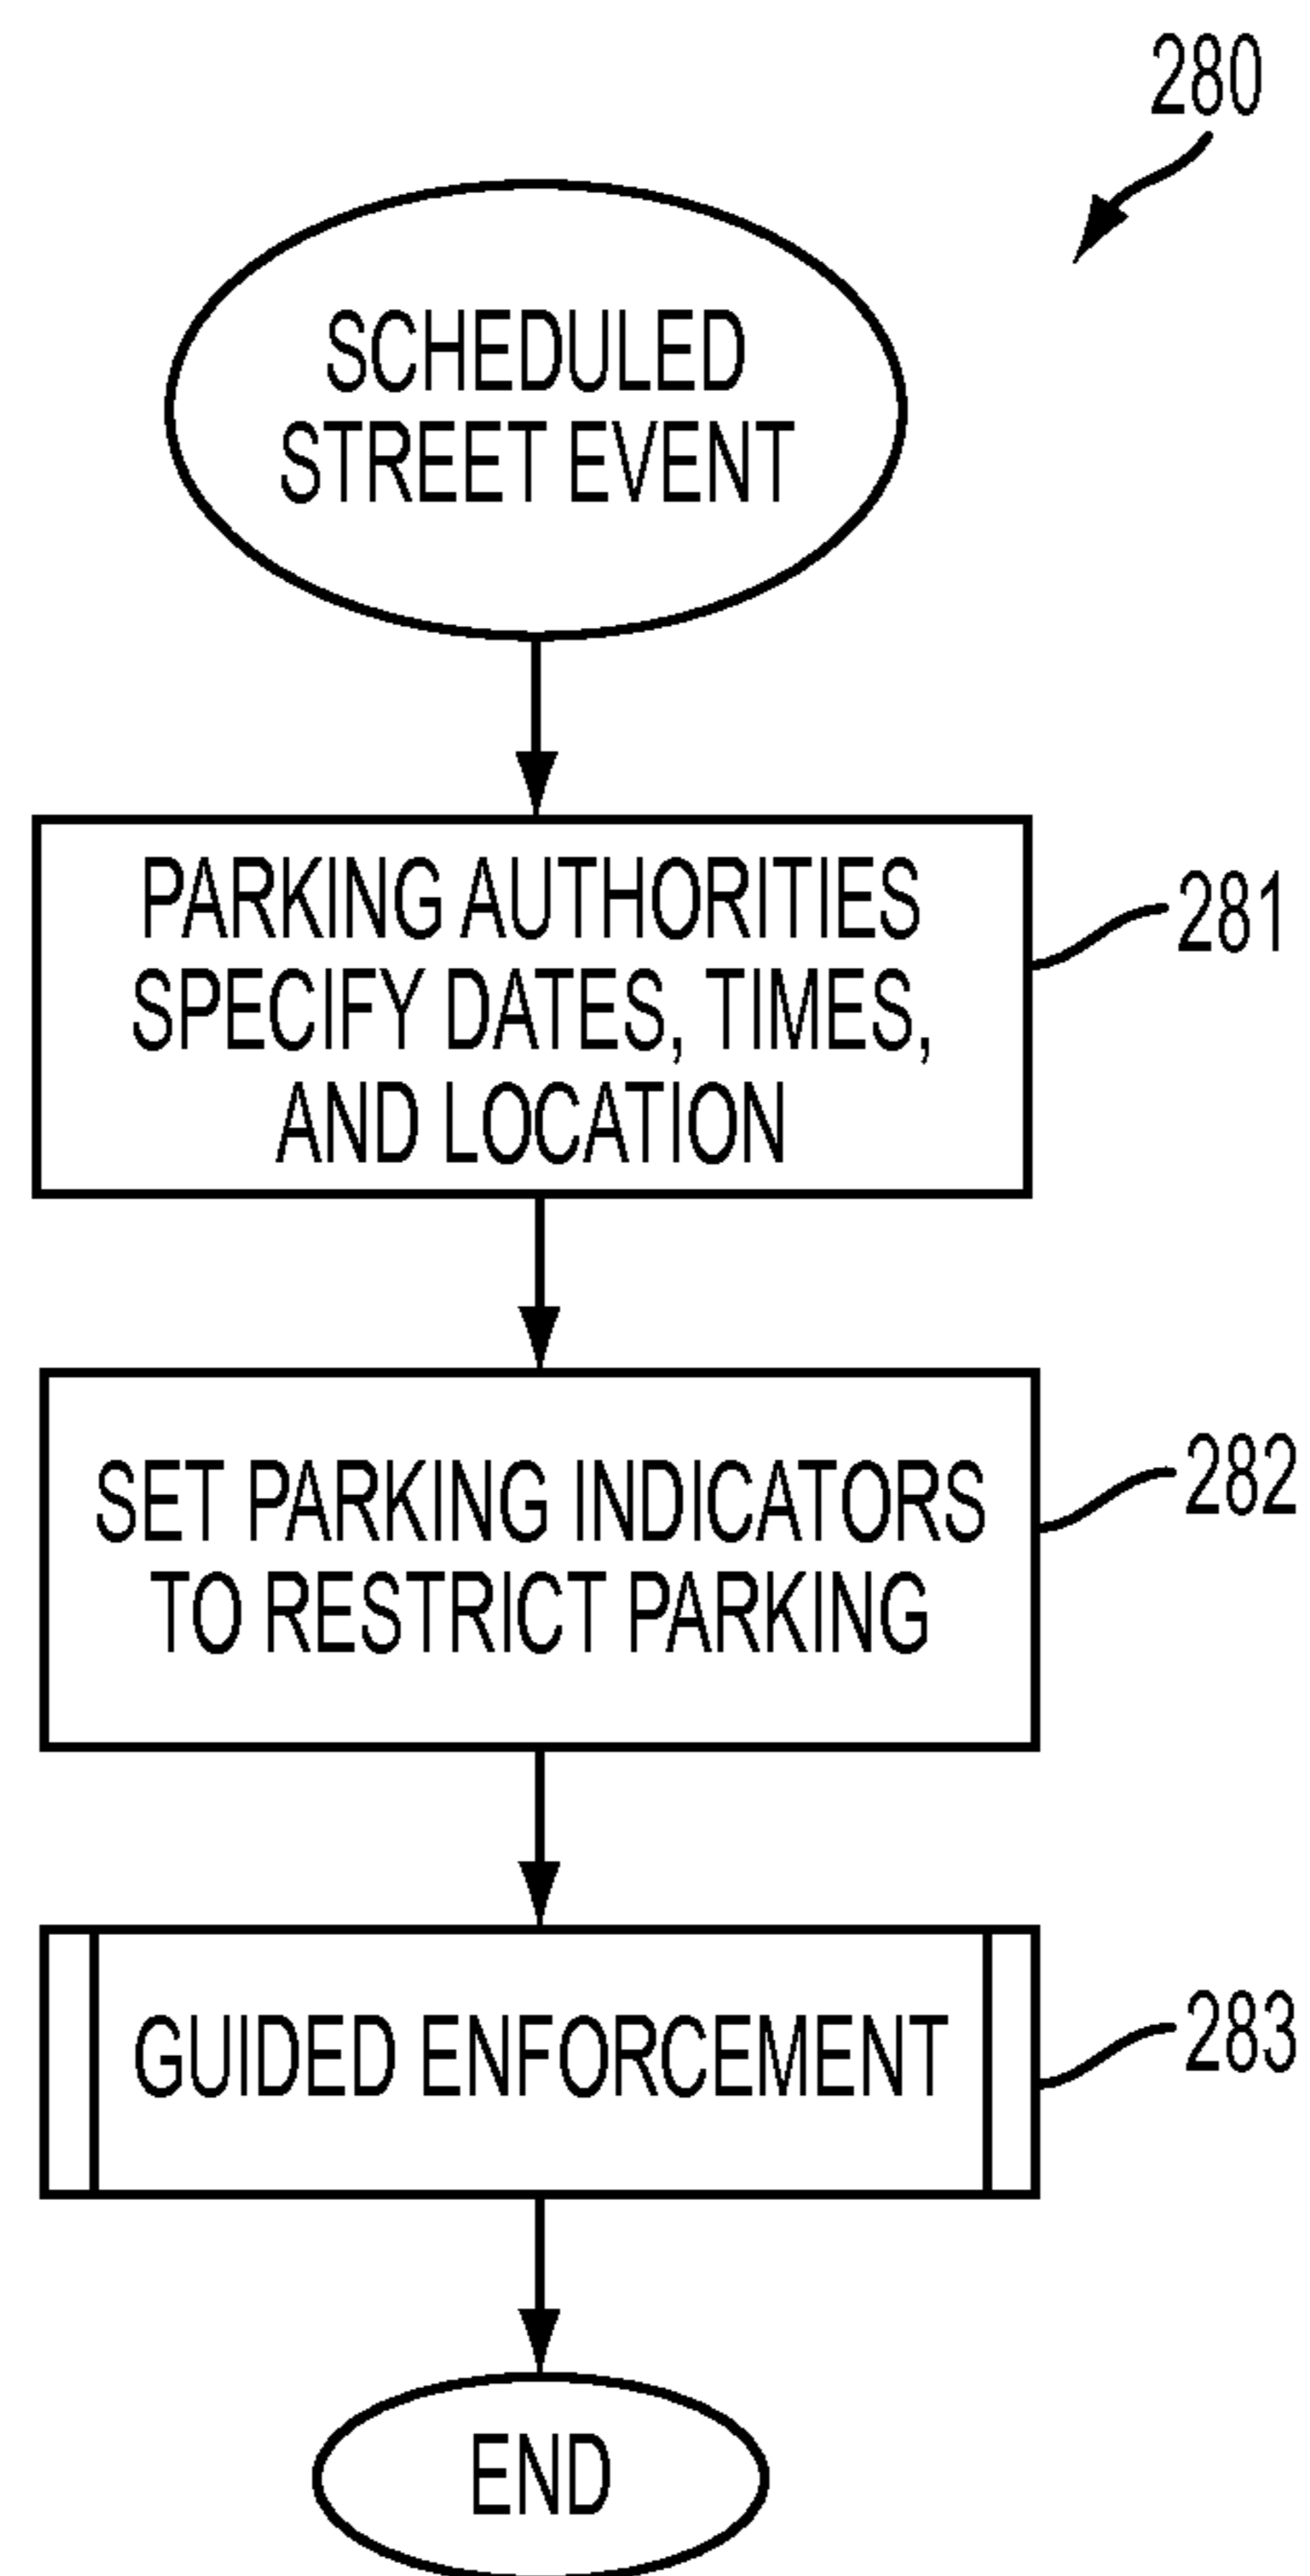 280
SCHEDULED
STREET EVENT
PARKING AUTHORITIES
SPECIFY DATES, TIMES,
AND LOCATION
281
SET PARKING INDICATORS
TO RESTRICT PARKING
282
GUIDED ENFORCEMENT
283
END